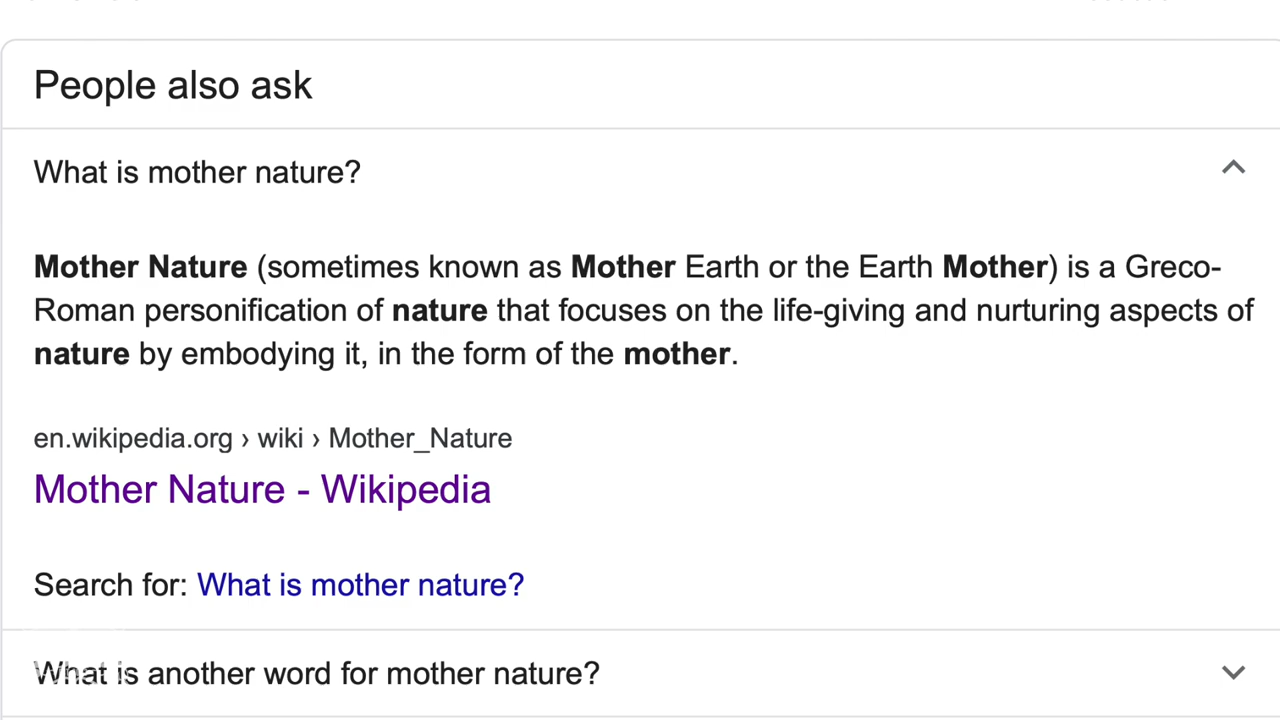 People also ask
What is mother nature?
Mother Nature (sometimes known as Mother Earth or the Earth Mother) is a Greco-
Roman personification of nature that focuses on the life-giving and nurturing aspects of
nature by embodying it, in the form of the mother.
en.wikipedia.org › wiki › Mother_Nature
Mother Nature - Wikipedia
Search for: What is mother nature?
What is another word for mother nature?